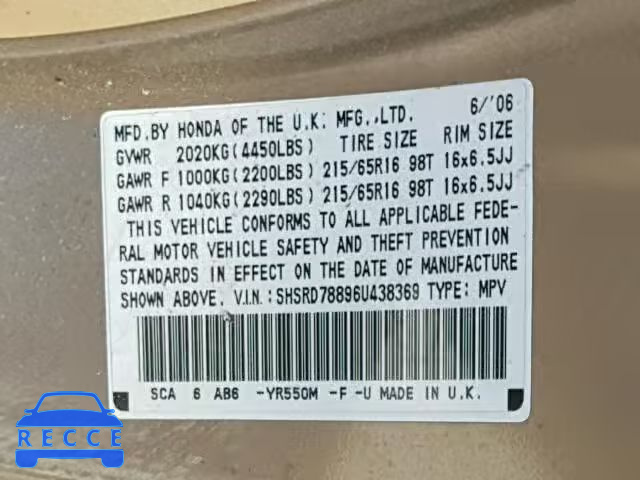 MFD.BY HONDA OF THE U.K. MFG.,LTD. 6/'06
GVWR 2020KG(4450LBS) TIRE SIZE RIM SIZE
GAWR F 1000KG(2200LBS) 215/65R16 98T 16x6.5JJ
GAWR R 1040KG(2290LBS) 215/65R16 98T 16x6.5JJ
THIS VEHICLE CONFORMS TO ALL APPLICABLE FEDE-
RAL MOTOR VEHICLE SAFETY AND THEFT PREVENTION
STANDARDS IN EFFECT ON THE DATE OF MANUFACTURE
SHOWN ABOVE. V.I.N.: SHSRD78896U438369 TYPE: MPV
SCA 6 AB6 -YR550M -F -U MADE IN U.K.
RECCE